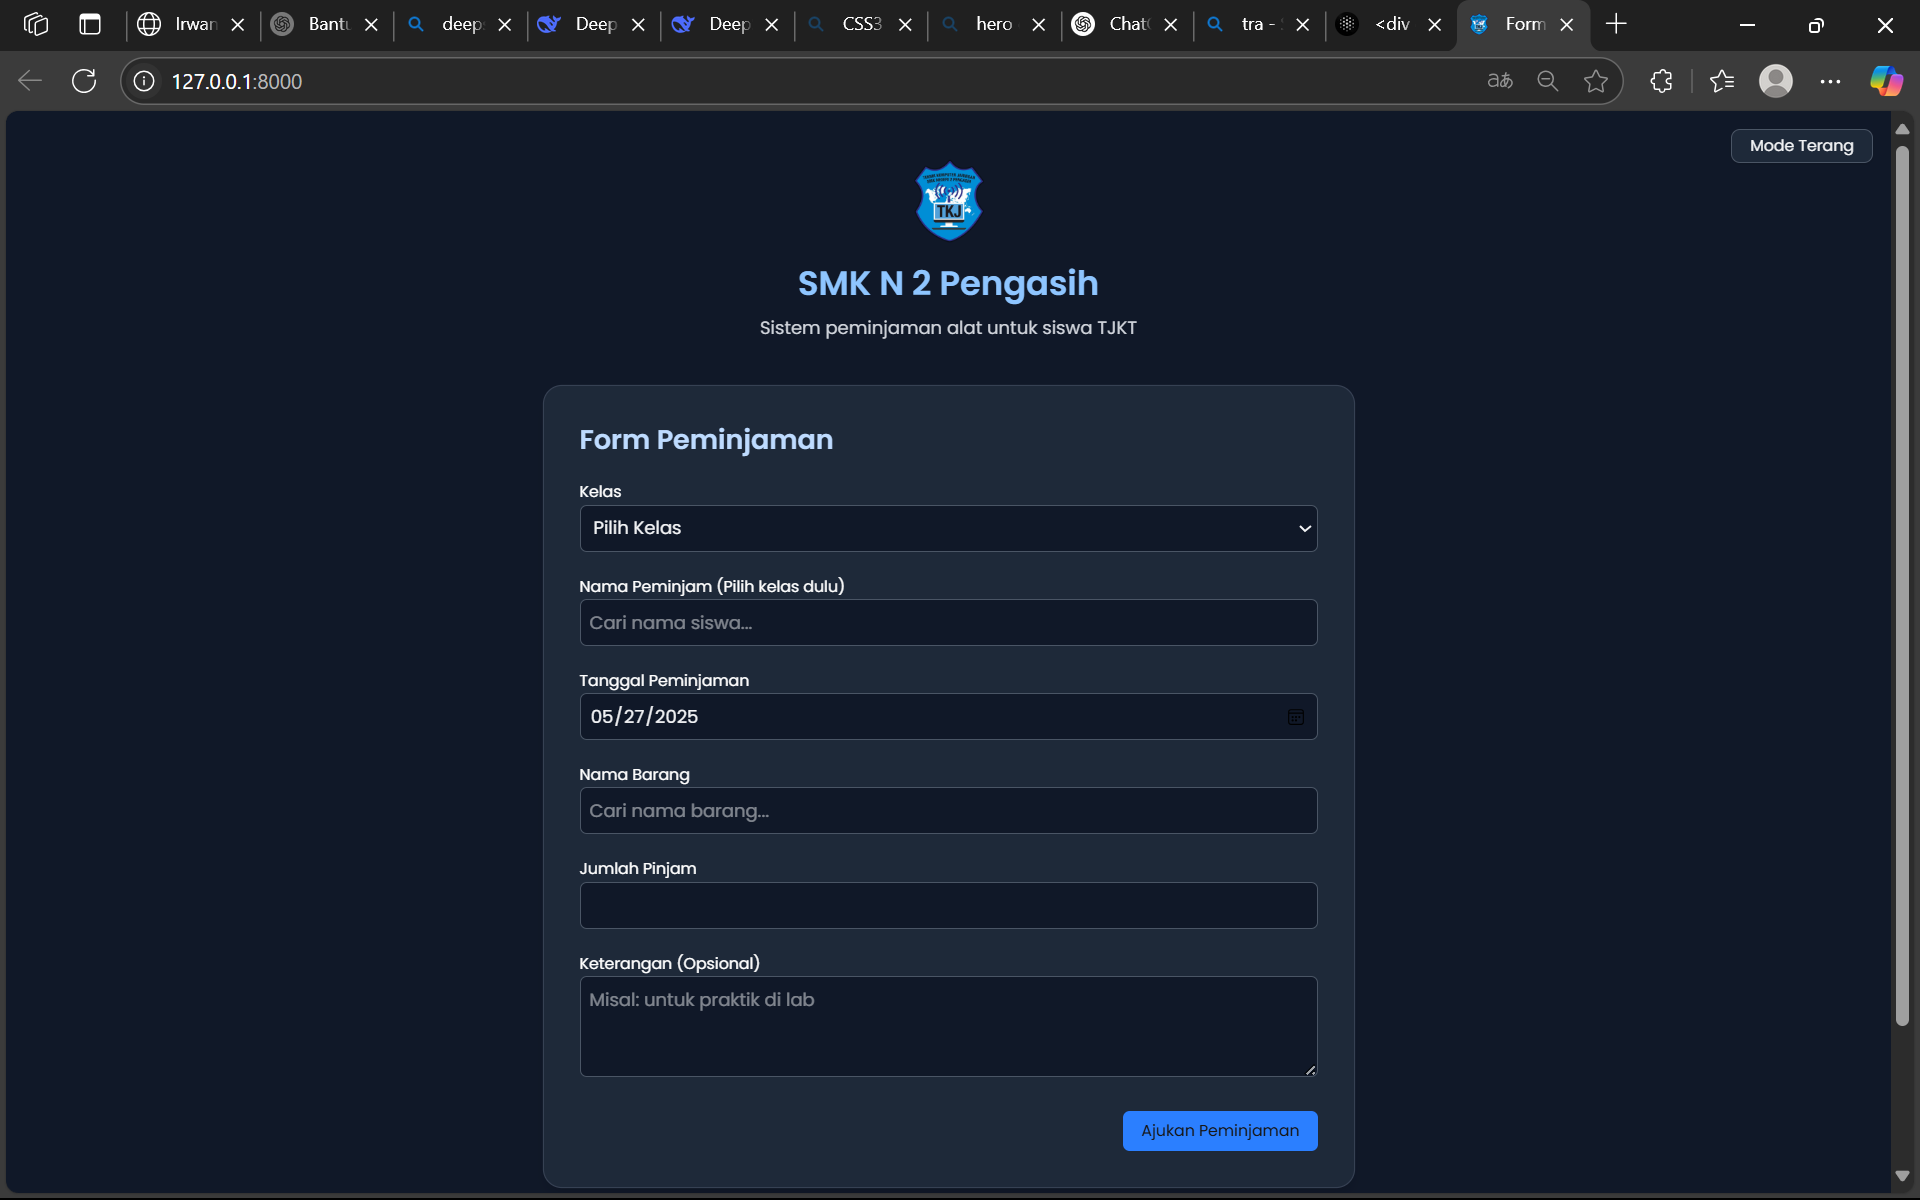 Irwan
Bantu
deep
Deep
Deep
CSS3
hero
Chat
tra -
<div
Form
127.0.0.1:8000
aあ
Mode Terang
TKJ
SMK N 2 Pengasih
Sistem peminjaman alat untuk siswa TJKT
Form Peminjaman
Kelas
Pilih Kelas
Nama Peminjam (Pilih kelas dulu)
Cari nama siswa...
Tanggal Peminjaman
05/27/2025
Nama Barang
Cari nama barang...
Jumlah Pinjam
Keterangan (Opsional)
Misal: untuk praktik di lab
Ajukan Peminjaman